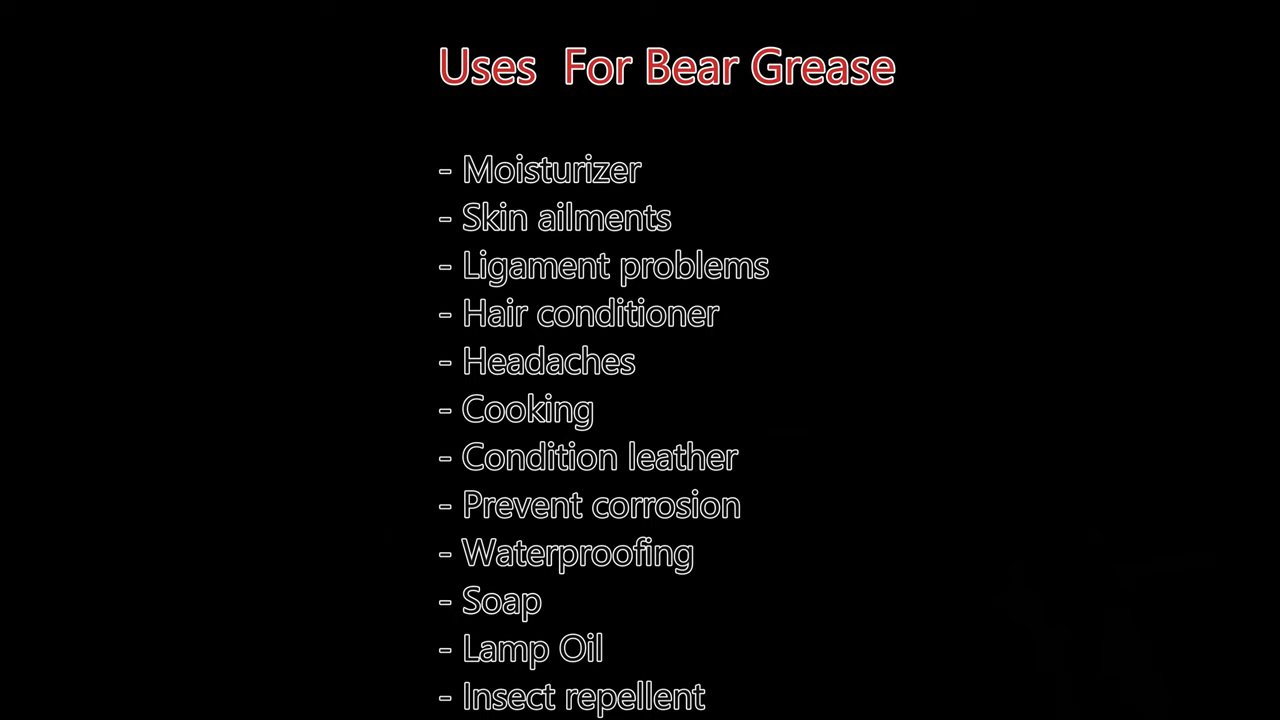 Uses  For Bear Grease
- Moisturizer
- Skin ailments
- Ligament problems
- Hair conditioner
- Headaches
- Cooking
- Condition leather
- Prevent corrosion
- Waterproofing
- Soap
- Lamp Oil
- Insect repellent